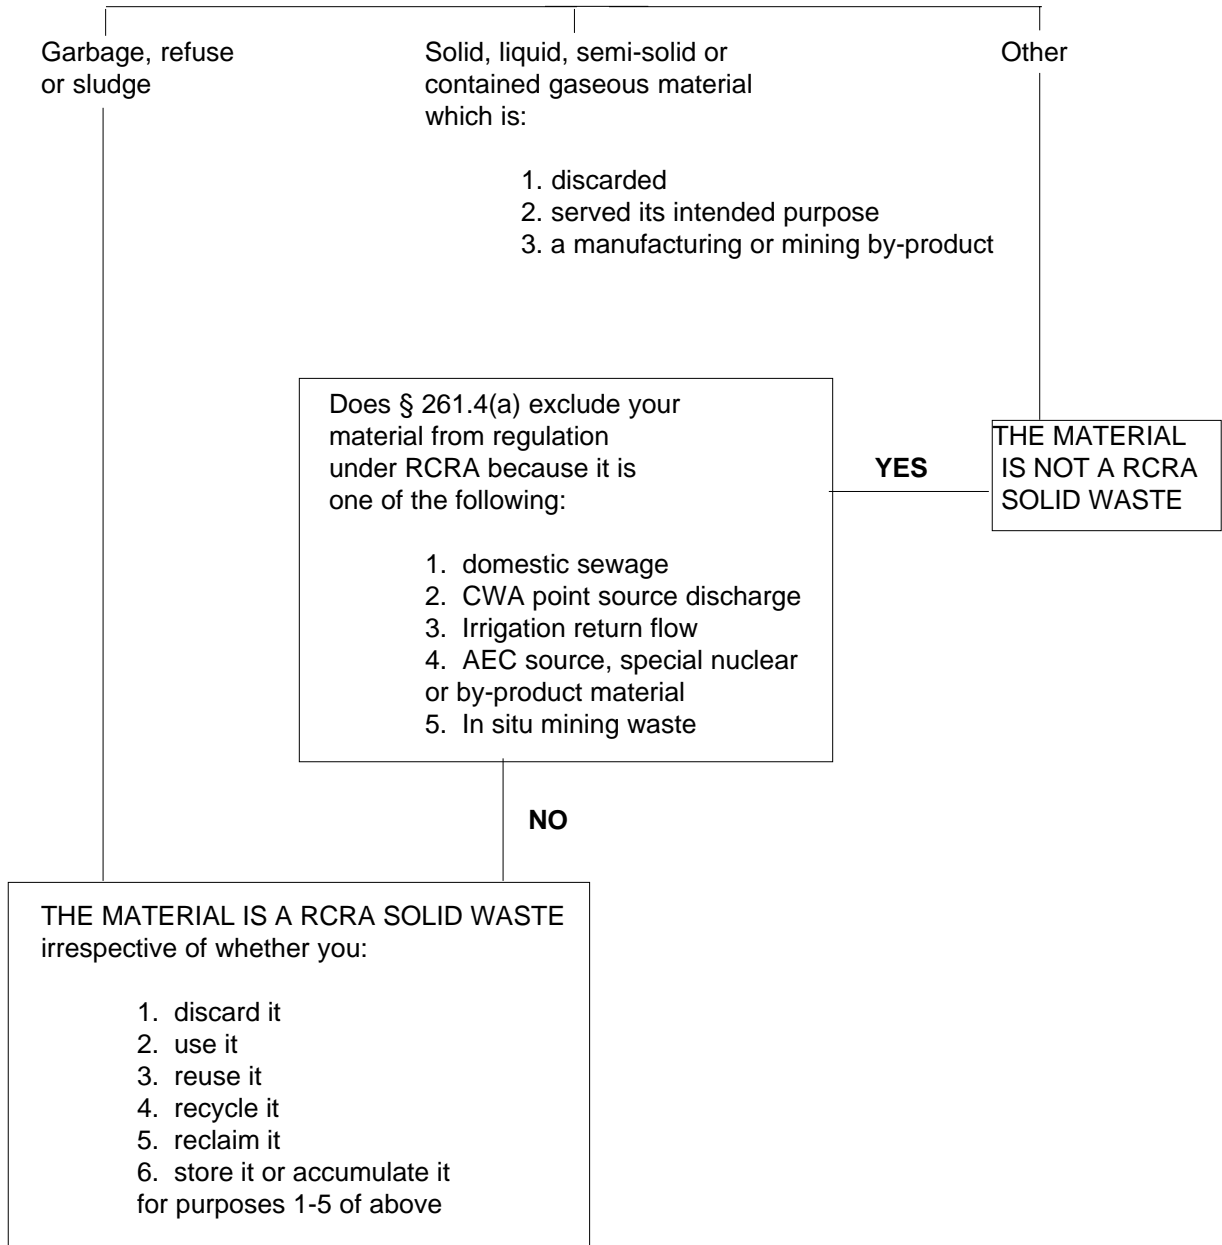 Garbage, refuse
or sludge
Solid, liquid, semi-solid or
contained gaseous material
which is:
1. discarded
2. served its intended purpose
3. a manufacturing or mining by-product
Other
Does § 261.4(a) exclude your
material from regulation
under RCRA because it is
one of the following:
1. domestic sewage
2. CWA point source discharge
3. Irrigation return flow
4. AEC source, special nuclear
or by-product material
5. In situ mining waste
YES
THE MATERIAL
IS NOT A RCRA
SOLID WASTE
NO
THE MATERIAL IS A RCRA SOLID WASTE
irrespective of whether you:
1. discard it
2. use it
3. reuse it
4. recycle it
5. reclaim it
6. store it or accumulate it
for purposes 1-5 of above